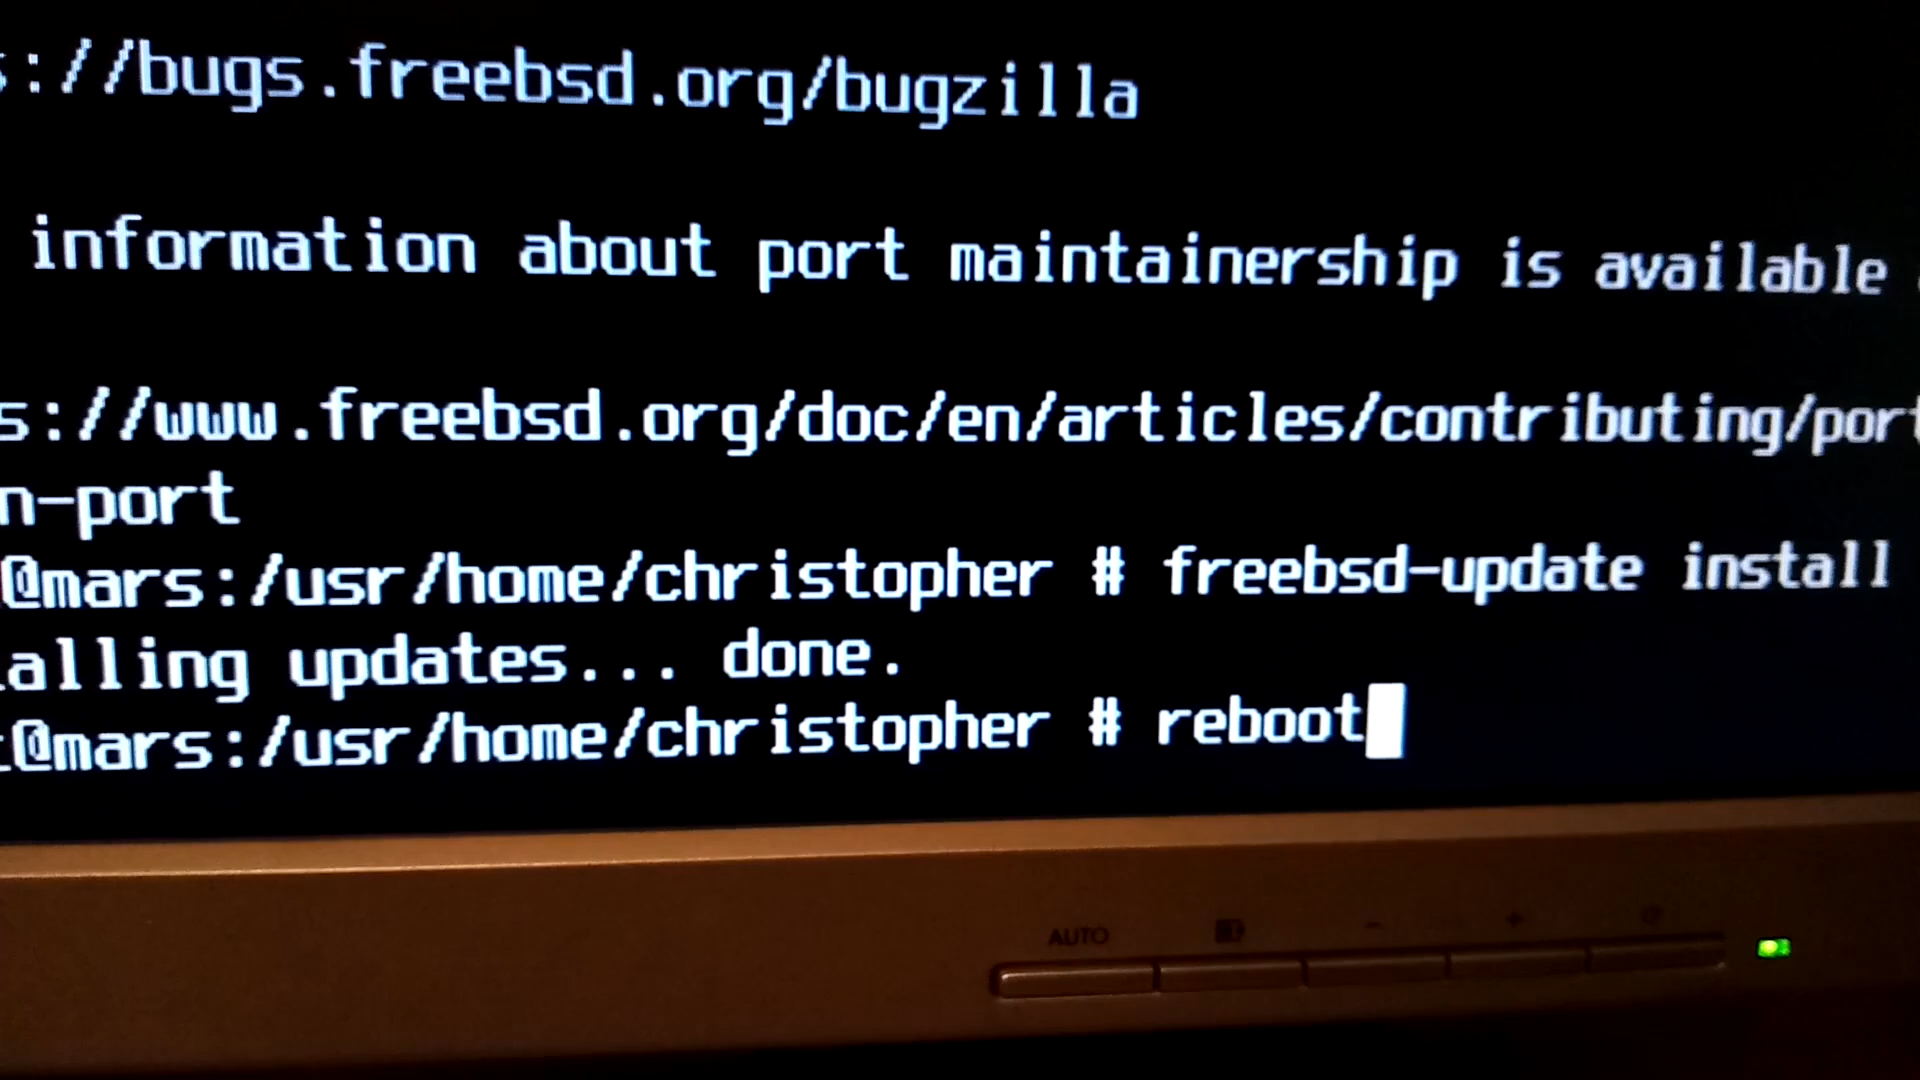 s://bugs.freebsd.org/bugzilla
information about port maintainership is available
s://www.freebsd.org/doc/en/articles/contributing/port
n-port
@mars:/usr/home/christopher # freebsd-update install
alling updates... done.
t@mars:/usr/home/christopher # reboot
AUTO
- +